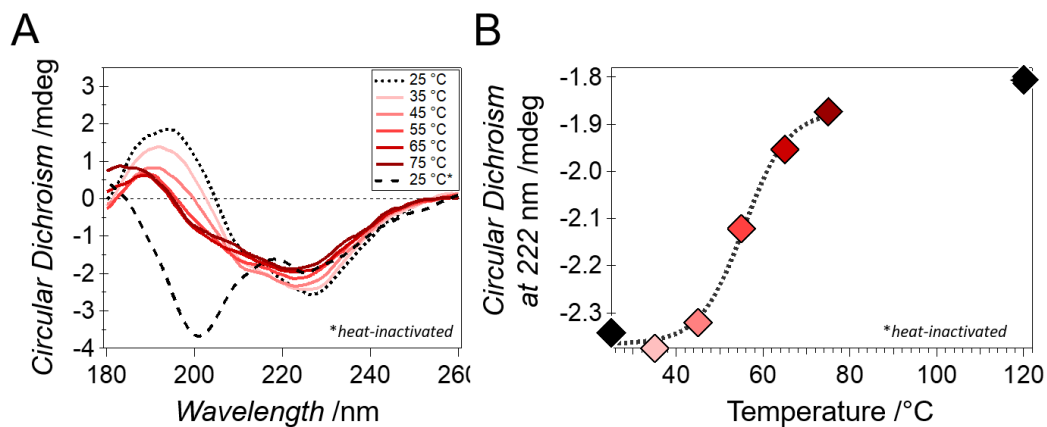 A
Circular Dichroism /mdeg
3
2
1
0
-1
-2
-3
-4
25 °C
35 °C
45 °C
55 °C
65 °C
75 °C
25 °C*
*heat-inactivated
180 200 220 240 260
Wavelength /nm
B
Circular Dichroism
at 222 nm /mdeg
-1.8
-1.9
-2.0
-2.1
-2.2
-2.3
*heat-inactivated
40 60 80 100 120
Temperature /°C